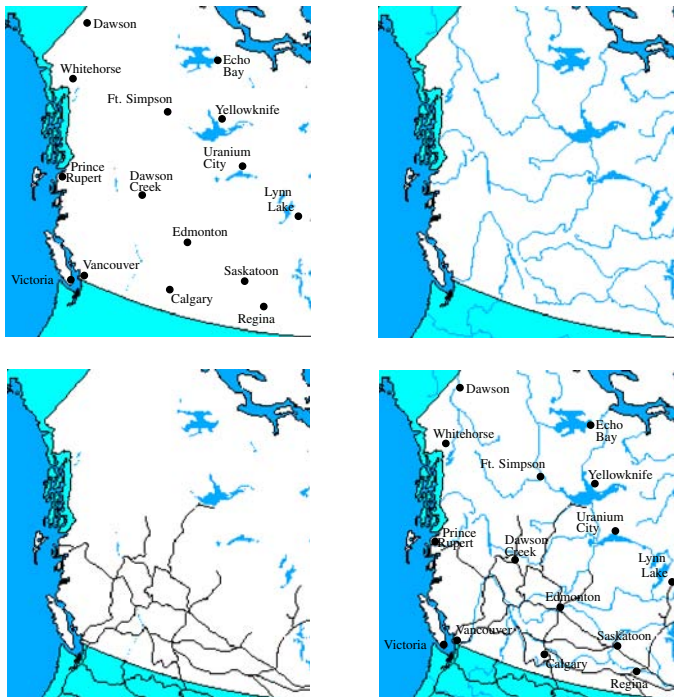 Dawson
Echo
Bay
Whitehorse
Ft. Simpson
Yellowknife
Uranium
City
Prince
Rupert
Dawson
Creek
Lynn
Lake
Edmonton
Vancouver
Saskatoon
Victoria
Calgary
Regina
Dawson
Echo
Bay
Whitehorse
Ft. Simpson
Yellowknife
Uranium
City
Prince
Rupert
Dawson
Creek
Lynn
Lake
Edmonton
Vancouver
Saskatoon
Victoria
Calgary
Regina